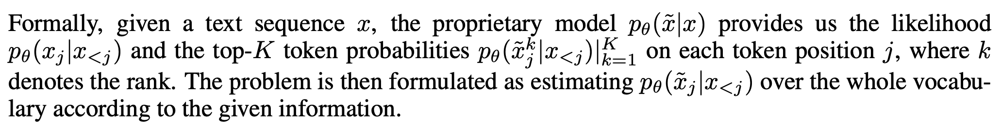 Formally, given a text sequence $x$, the proprietary model $p_\theta(\tilde{x}|x)$ provides us the likelihood
$p_\theta(x_j|x_{<j})$ and the top-$K$ token probabilities $p_\theta(\tilde{x}_j^k|x_{<j})|_{k=1}^K$ on each token position $j$, where $k$
denotes the rank. The problem is then formulated as estimating $p_\theta(\tilde{x}_j|x_{<j})$ over the whole vocabu-
lary according to the given information.